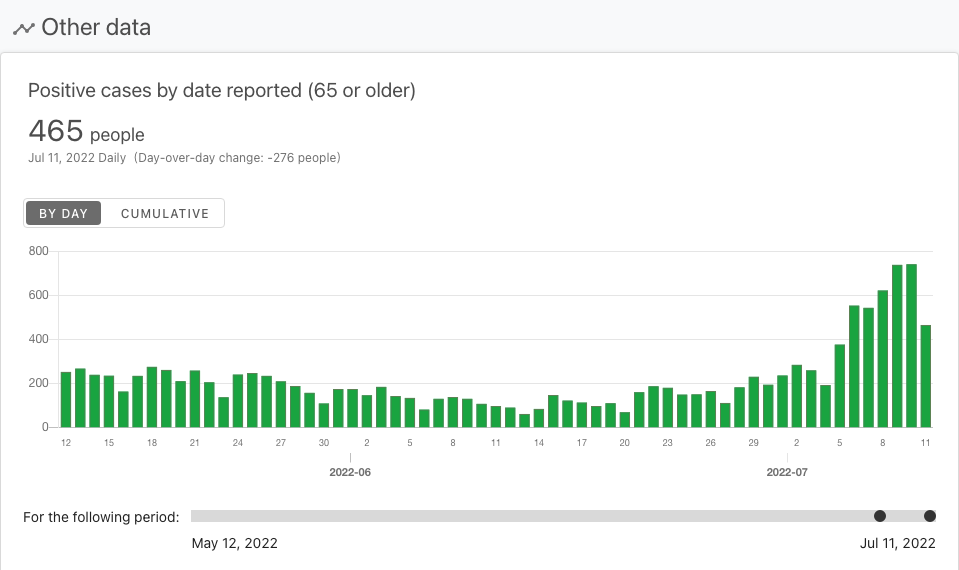 Other data
Positive cases by date reported (65 or older)
465 people
Jul 11, 2022 Daily (Day-over-day change: -276 people)
BY DAY CUMULATIVE
800
600
400
200
0
12 15 18 21 24 27 30 2 5 8 11 14 17 20 23 26 29 2 5 8 11
2022-06 2022-07
For the following period:
May 12, 2022 Jul 11, 2022